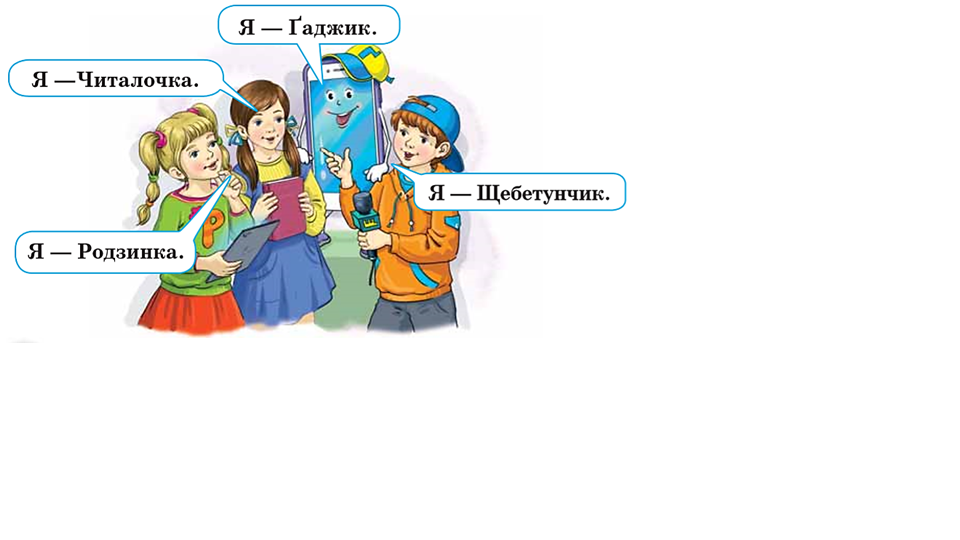 Я — Ґаджик.
Я —Читалочка.
Я — Щебетунчик.
Я — Родзинка.
Р